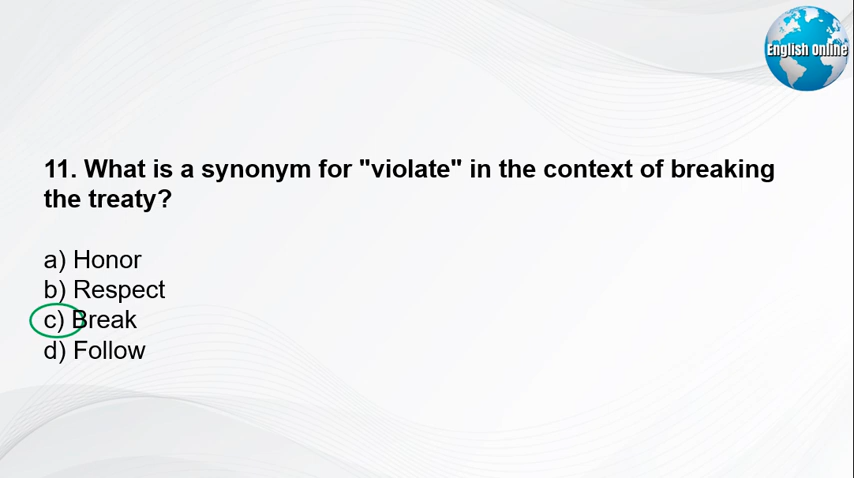 English Online
11. What is a synonym for "violate" in the context of breaking
the treaty?
a) Honor
b) Respect
c) Break
d) Follow